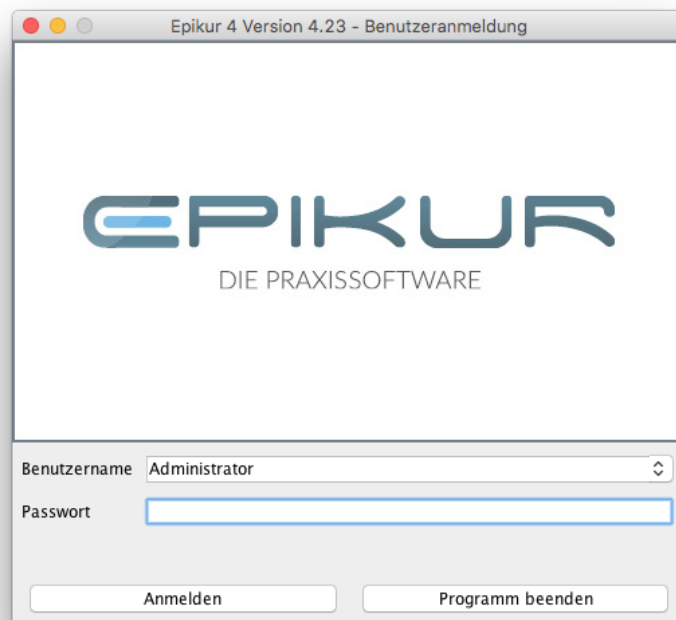 Epikur 4 Version 4.23 - Benutzeranmeldung
EPIKUR
DIE PRAXISSOFTWARE
Benutzername Administrator
Passwort
Anmelden Programm beenden